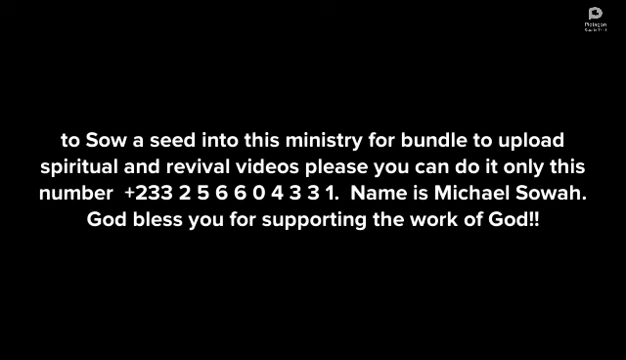 Plotagon
to Sow a seed into this ministry for bundle to upload
spiritual and revival videos please you can do it only this
number +233 2 5 6 6 0 4 3 3 1. Name is Michael Sowah.
God bless you for supporting the work of God!!